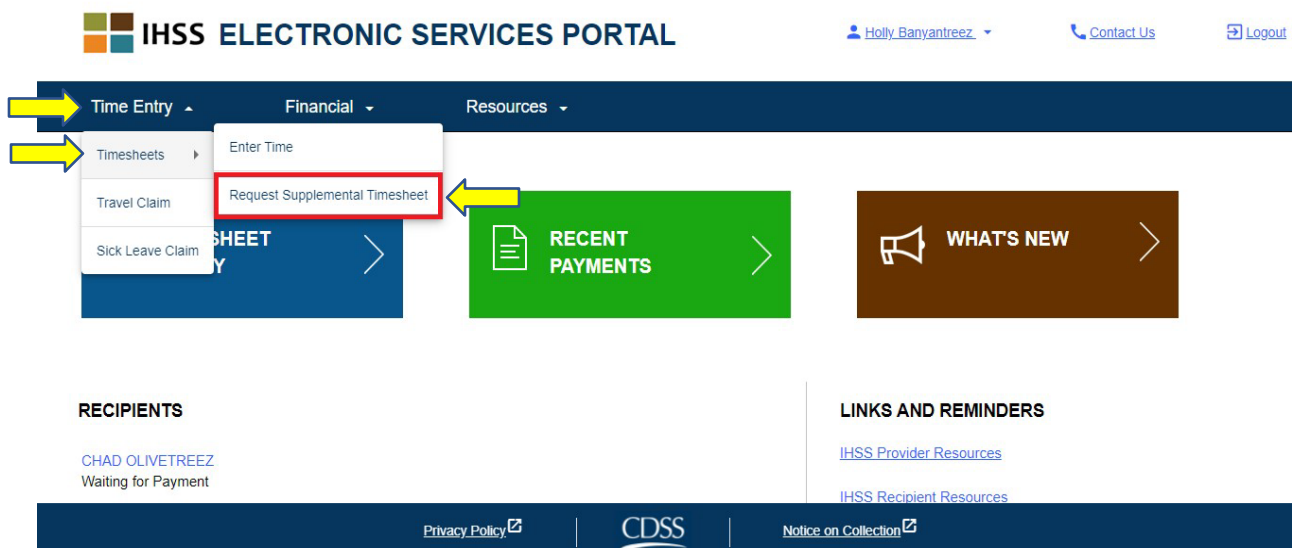 IHSS ELECTRONIC SERVICES PORTAL
Holly Banyantreez
Contact Us
Logout
Time Entry
Financial
Resources
Timesheets
Enter Time
Travel Claim
Request Supplemental Timesheet
Sick Leave Claim
SHEET
Y
RECENT
PAYMENTS
WHAT'S NEW
RECIPIENTS
CHAD OLIVETREEZ
Waiting for Payment
LINKS AND REMINDERS
IHSS Provider Resources
IHSS Recipient Resources
Privacy Policy
CDSS
Notice on Collection